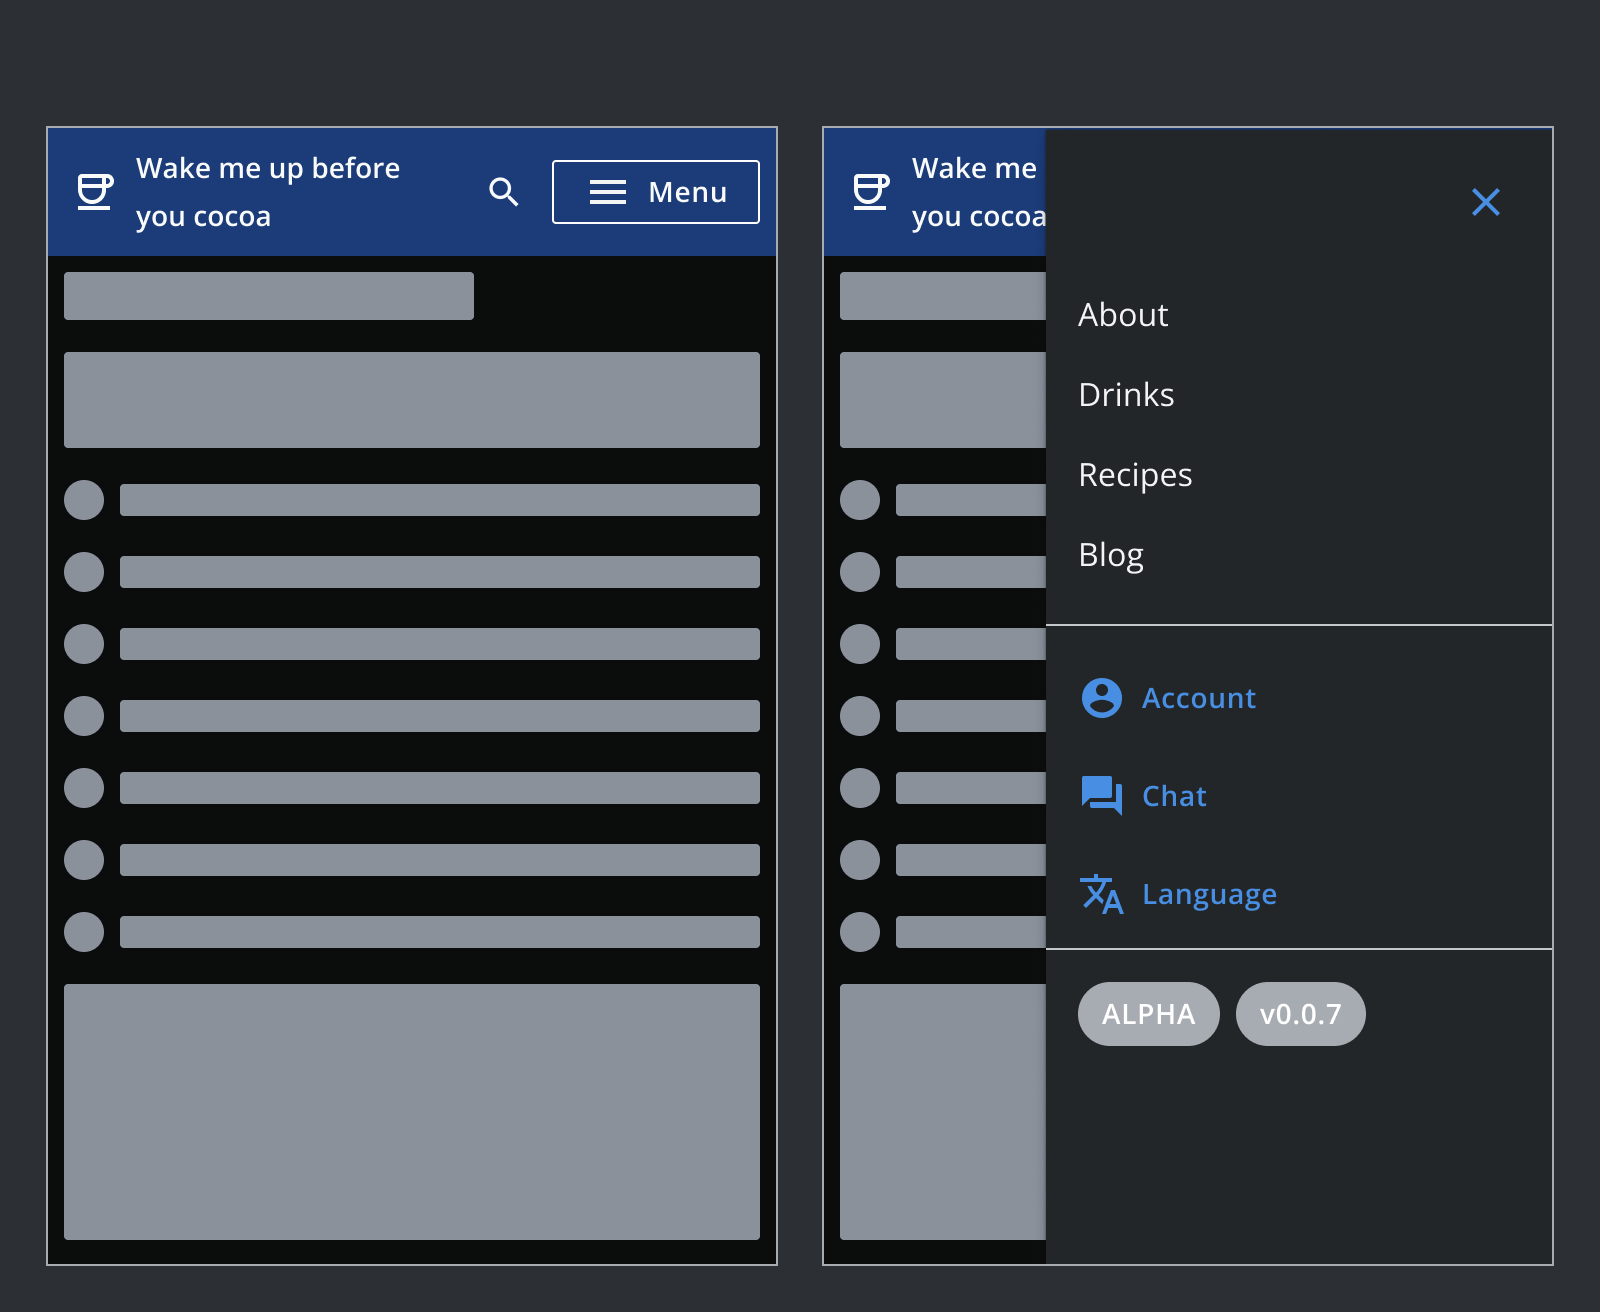 Wake me up before
you cocoa
Menu
Wake me
you cocoa
About
Drinks
Recipes
Blog
Account
Chat
Language
ALPHA
v0.0.7